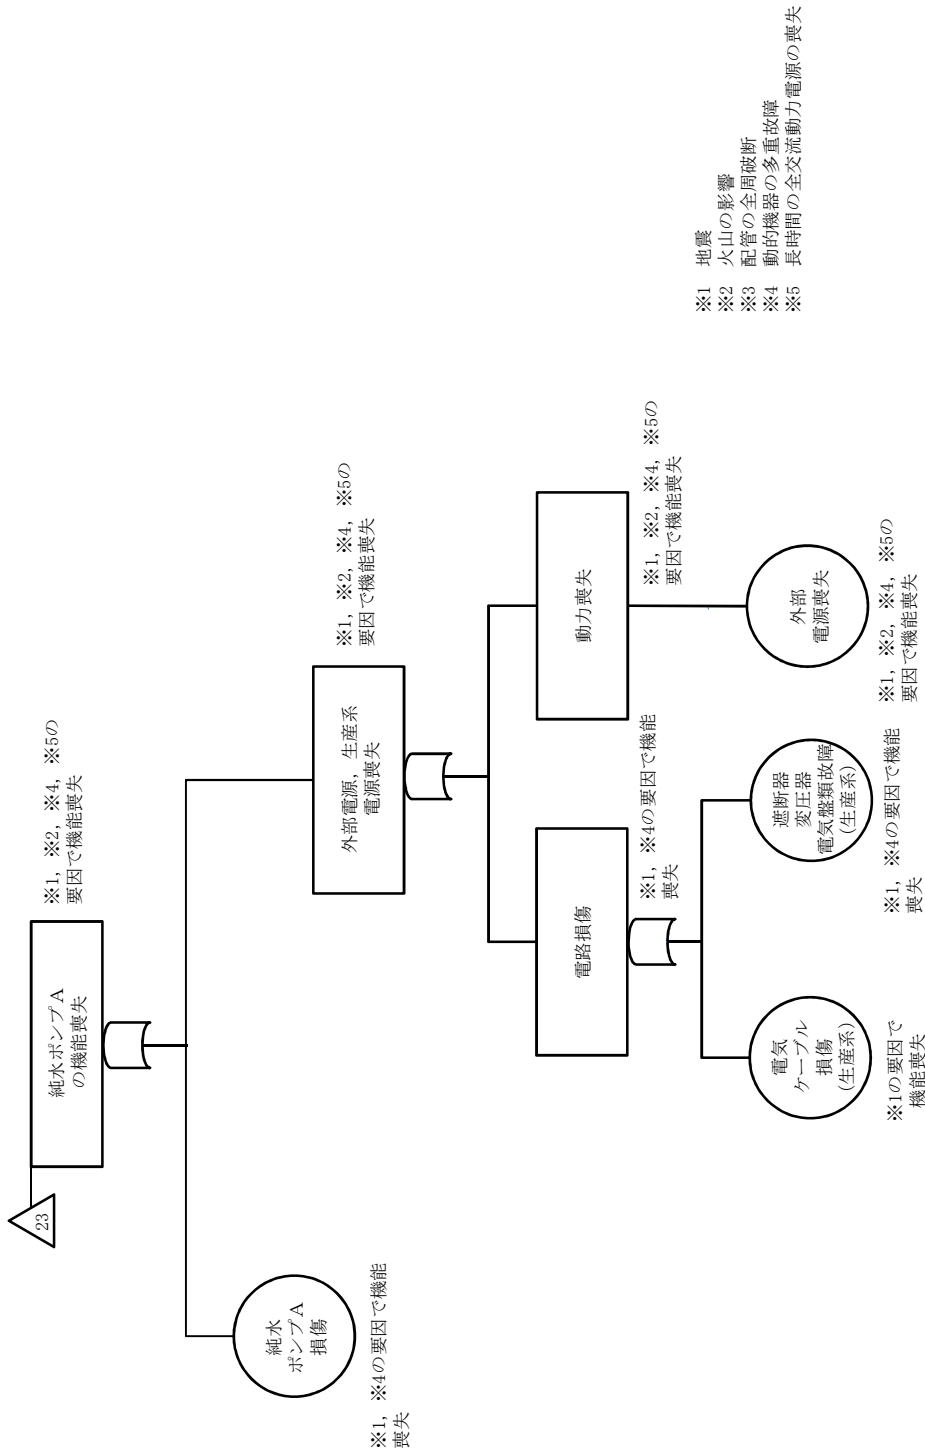 23
純水ポンプA
の機能喪失
※1, ※2, ※4, ※5の
要因で機能喪失
純水
ポンプA
損傷
※1, ※4の要因で機能
喪失
外部電源, 生産系
電源喪失
※1, ※2, ※4, ※5の
要因で機能喪失
電路損傷
※1, ※4の要因で機能
喪失
動力喪失
※1, ※2, ※4, ※5の
要因で機能喪失
電気
ケーブル
損傷
(生産系)
※1の要因で
機能喪失
遮断器
変圧器
電気盤類故障
(生産系)
※1, ※4の要因で機能
喪失
外部
電源喪失
※1, ※2, ※4, ※5の
要因で機能喪失
※1 地震
※2 火山の影響
※3 配管の全周破断
※4 動的機器の多重故障
※5 長時間の全交流動力電源の喪失